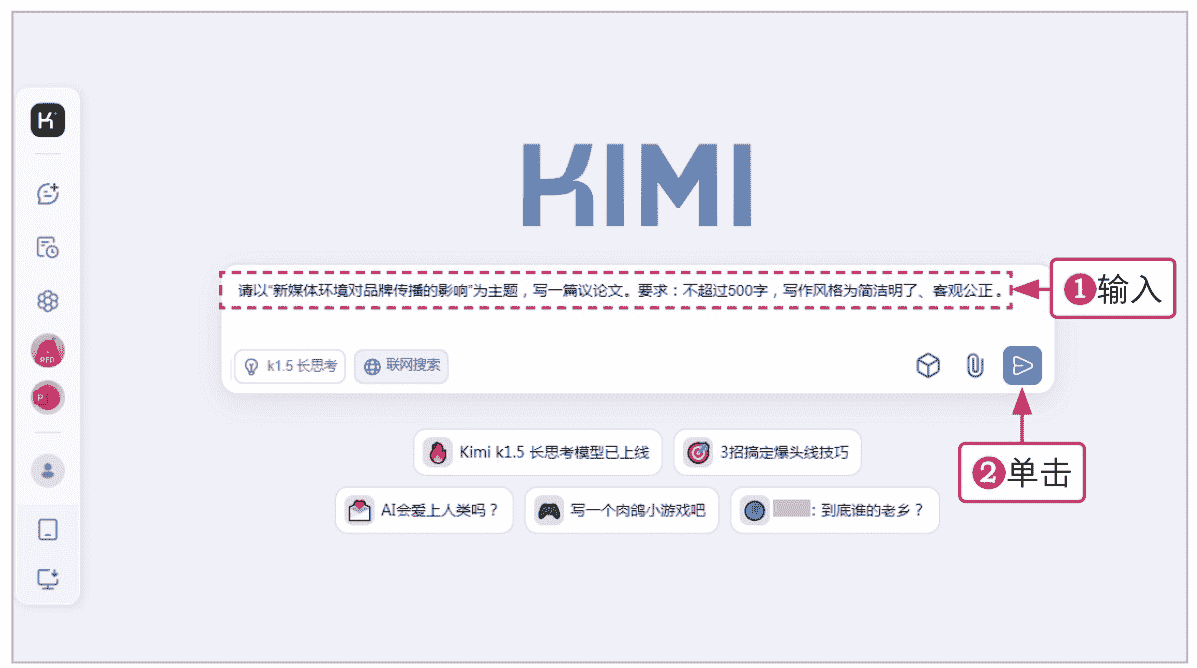 KIMI
请以“新媒体环境对品牌传播的影响”为主题，写一篇议论文。要求：不超过500字，写作风格为简洁明了、客观公正。
❶输入
k1.5 长思考
联网搜索
❷单击
Kimi k1.5 长思考模型已上线
3招搞定爆头线技巧
AI会爱上人类吗？
写一个肉鸽小游戏吧
：到底谁的老乡？